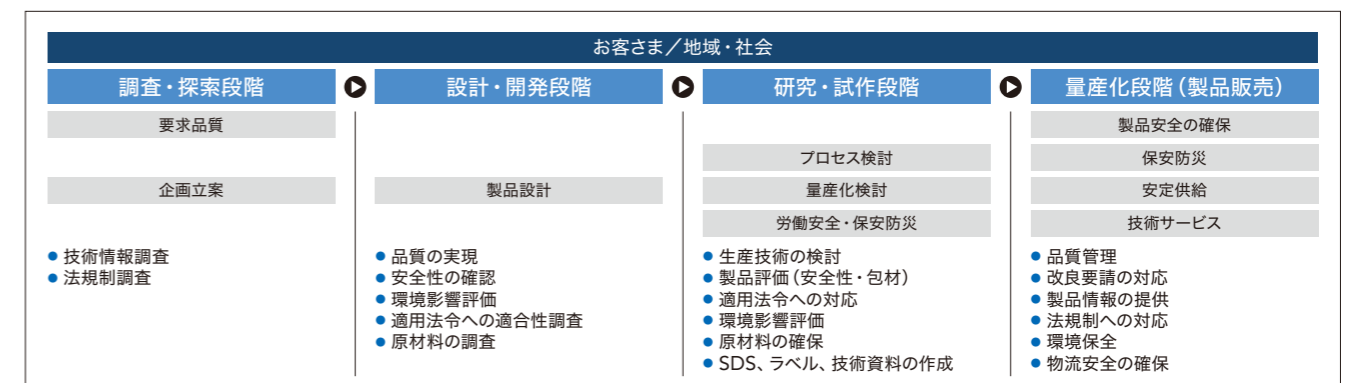 お客さま／地域・社会
調査・探索段階
要求品質
企画立案
● 技術情報調査
● 法規制調査
設計・開発段階
製品設計
● 品質の実現
● 安全性の確認
● 環境影響評価
● 適用法令への適合性調査
● 原材料の調査
研究・試作段階
プロセス検討
量産化検討
労働安全・保安防災
● 生産技術の検討
● 製品評価（安全性・包材）
● 適用法令への対応
● 環境影響評価
● 原材料の確保
● SDS、ラベル、技術資料の作成
量産化段階（製品販売）
製品安全の確保
保安防災
安定供給
技術サービス
● 品質管理
● 改良要請の対応
● 製品情報の提供
● 法規制への対応
● 環境保全
● 物流安全の確保